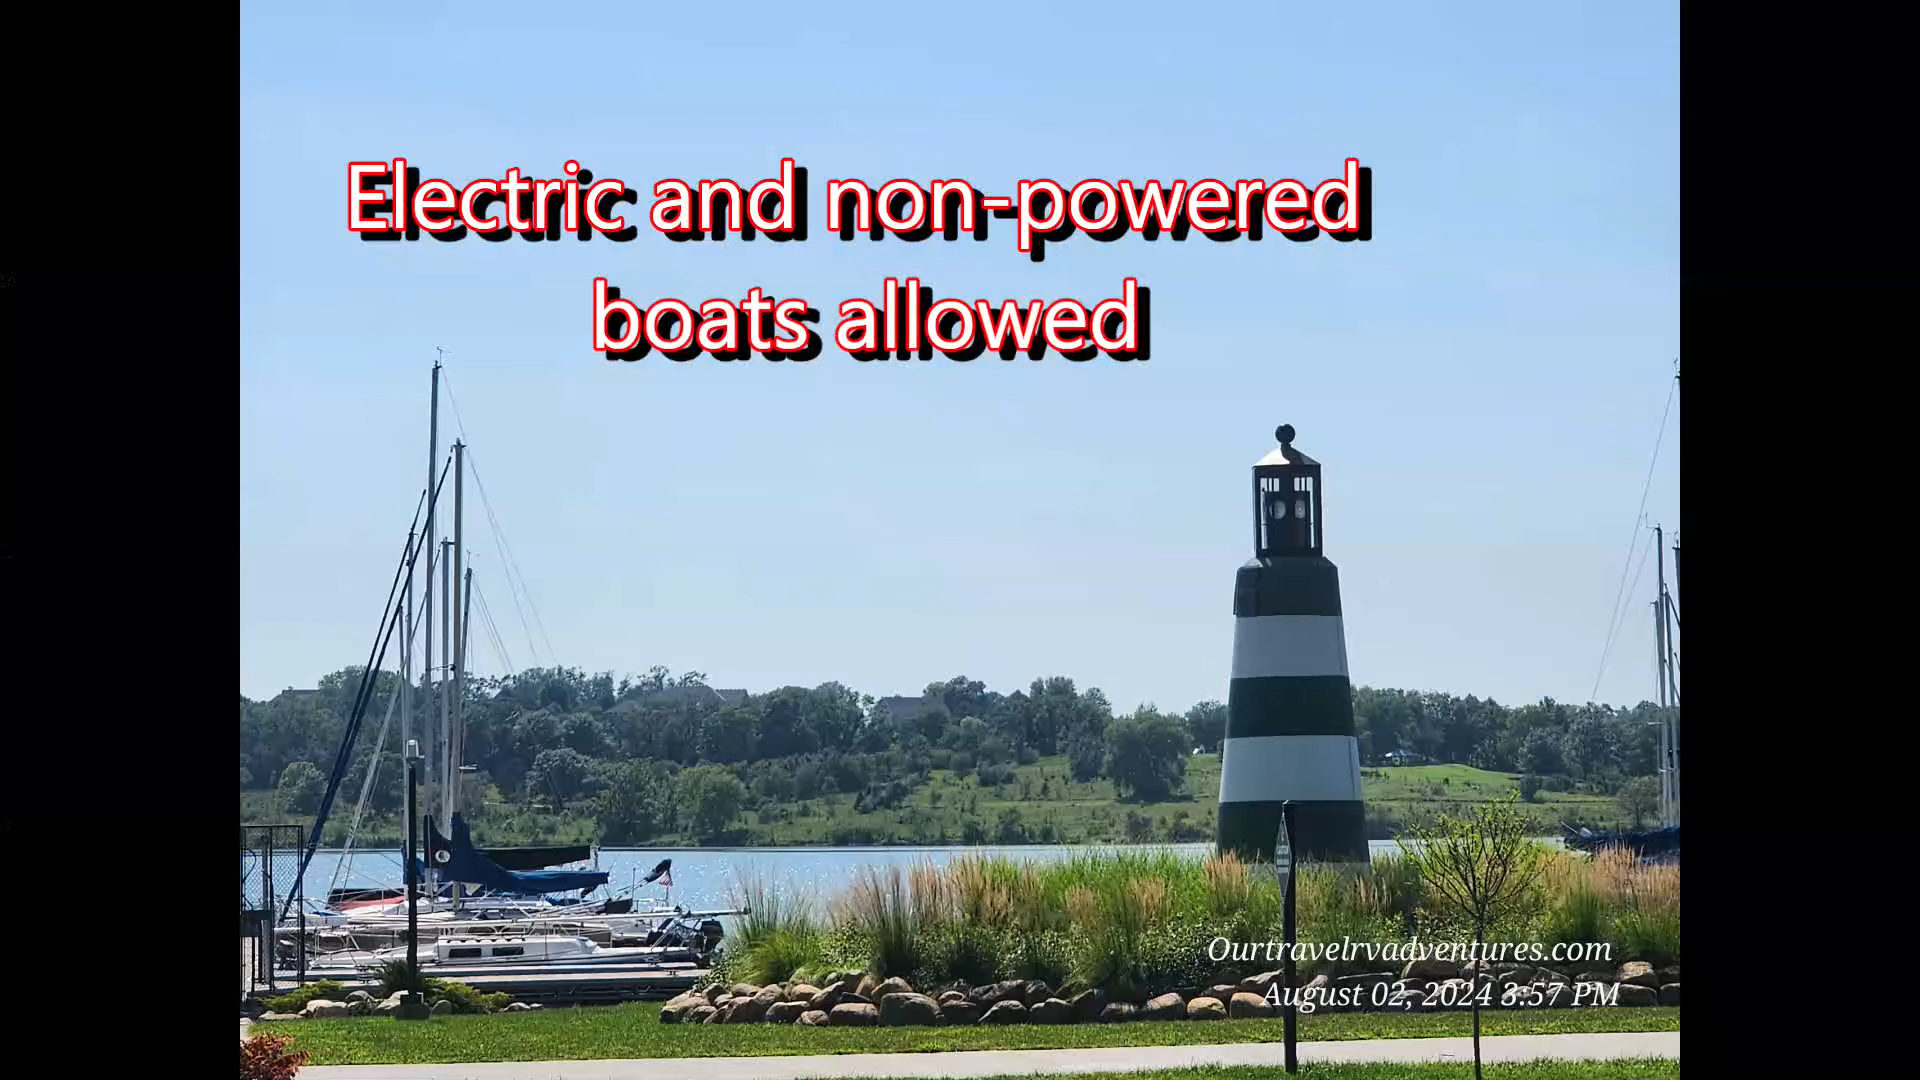 Electric and non-powered
boats allowed
Ourtravelrvadventures.com
August 02, 2024 3:57 PM